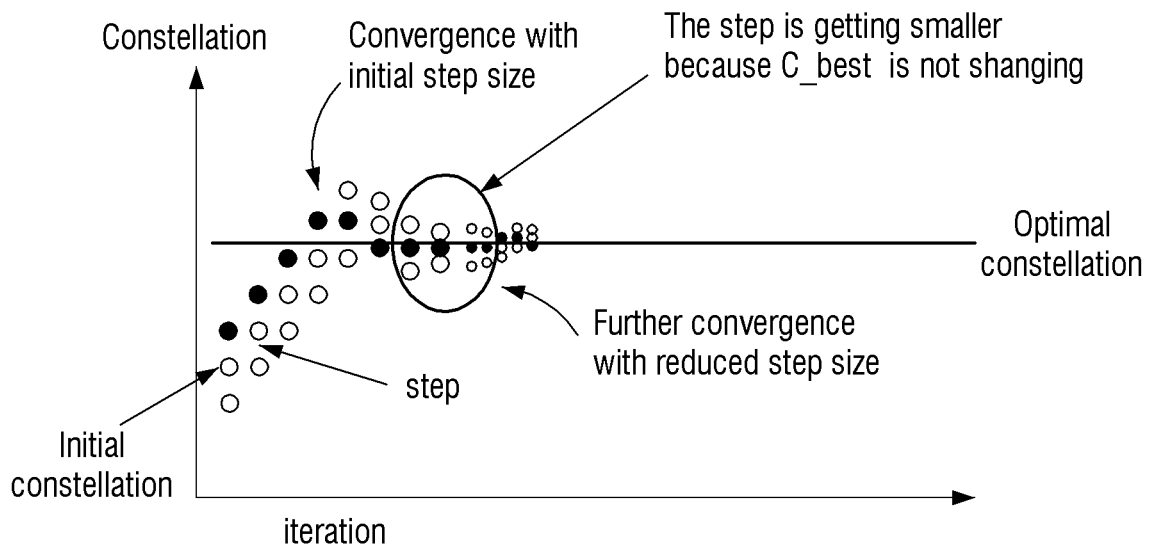 Constellation
Convergence with
initial step size
The step is getting smaller
because C_best is not shanging
Optimal
constellation
Further convergence
with reduced step size
step
Initial
constellation
iteration